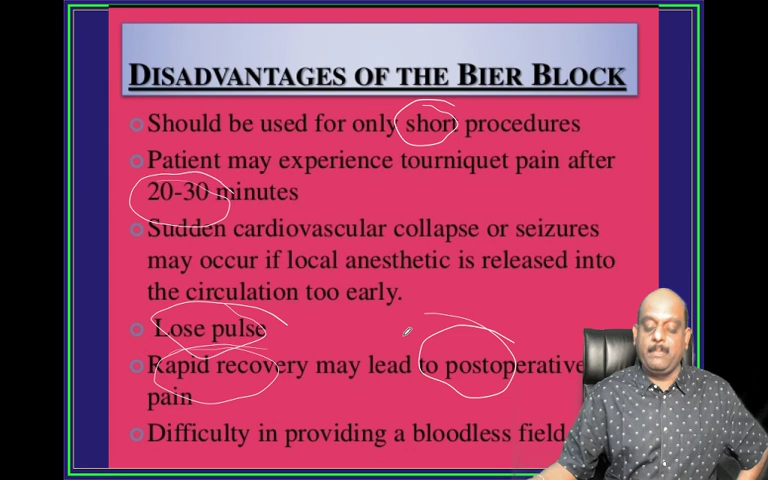 DISADVANTAGES OF THE BIER BLOCK
Should be used for only short procedures
Patient may experience tourniquet pain after
20-30 minutes
Sudden cardiovascular collapse or seizures
may occur if local anesthetic is released into
the circulation too early.
Lose pulse
Rapid recovery may lead to postoperative
pain
Difficulty in providing a bloodless field